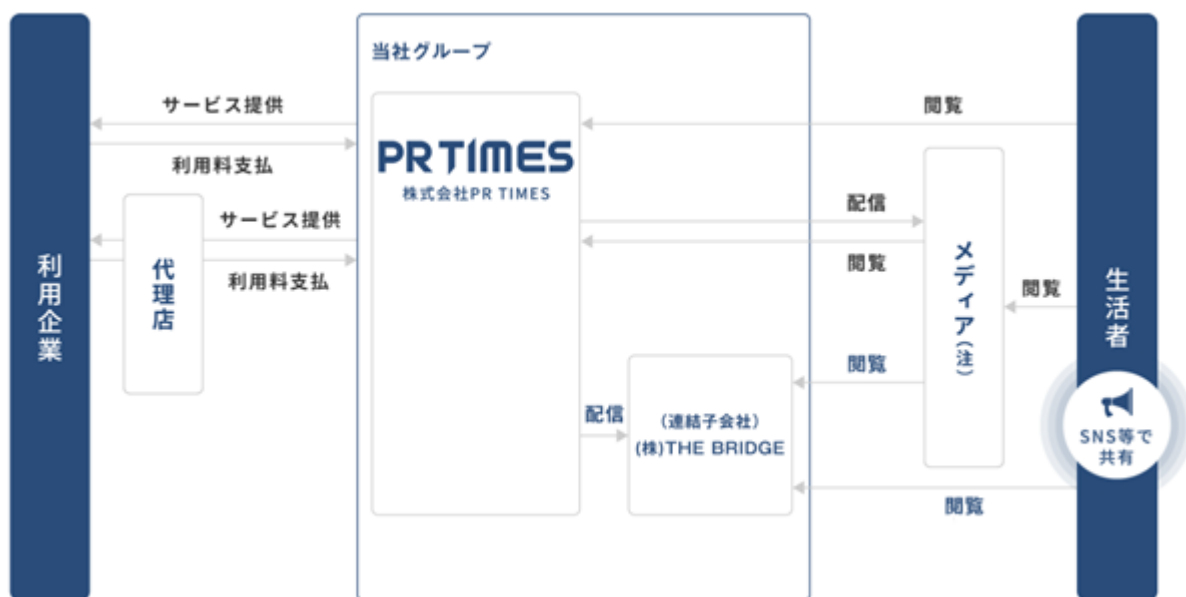 当社グループ
サービス提供
利用料支払
サービス提供
利用料支払
利用企業
代理店
PR TIMES
株式会社PR TIMES
配信
(連結子会社)
(株)THE BRIDGE
閲覧
配信
閲覧
閲覧
閲覧
閲覧
メディア(注)
生活者
SNS等で
共有